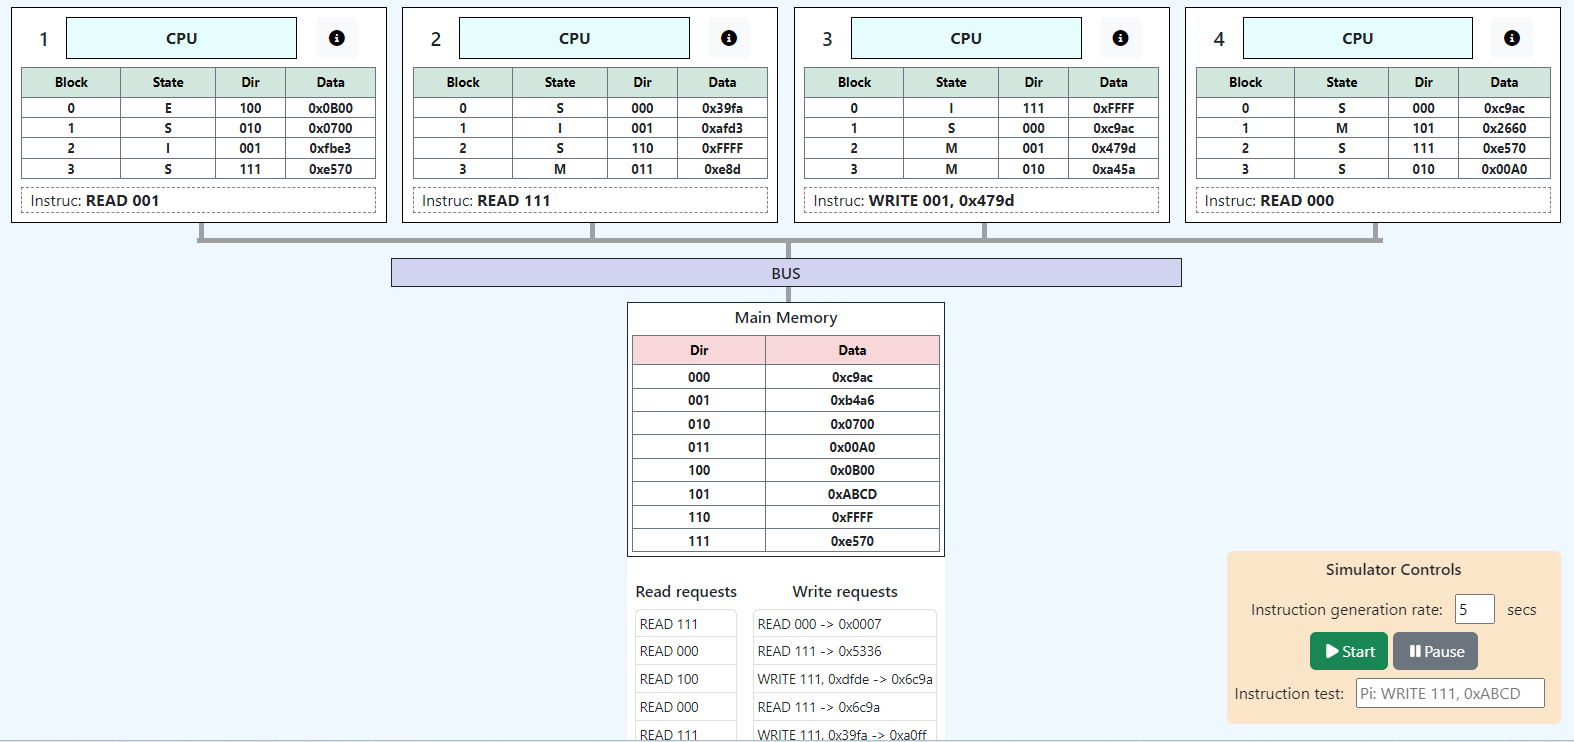 1 CPU
Block State Dir Data
0 E 100 0x0B00
1 S 010 0x0700
2 I 001 0xfbe3
3 S 111 0xe570
Instruc: READ 001
2 CPU
Block State Dir Data
0 S 000 0x39fa
1 I 001 0xafd3
2 S 110 0xFFFF
3 M 011 0xe8d
Instruc: READ 111
3 CPU
Block State Dir Data
0 I 111 0xFFFF
1 S 000 0xc9ac
2 M 001 0x479d
3 M 010 0xa45a
Instruc: WRITE 001, 0x479d
4 CPU
Block State Dir Data
0 S 000 0xc9ac
1 M 101 0x2660
2 S 111 0xe570
3 S 010 0x00A0
Instruc: READ 000
BUS
Main Memory
Dir Data
000 0xc9ac
001 0xb4a6
010 0x0700
011 0x00A0
100 0x0B00
101 0xABCD
110 0xFFFF
111 0xe570
Read requests
READ 111
READ 000
READ 100
READ 000
READ 111
Write requests
READ 000 -> 0x0007
READ 111 -> 0x5336
WRITE 111, 0xdfde -> 0x6c9a
READ 111 -> 0x6c9a
WRITE 111, 0x39fa -> 0xa0ff
Simulator Controls
Instruction generation rate: 5 secs
Start Pause
Instruction test: Pi: WRITE 111, 0xABCD